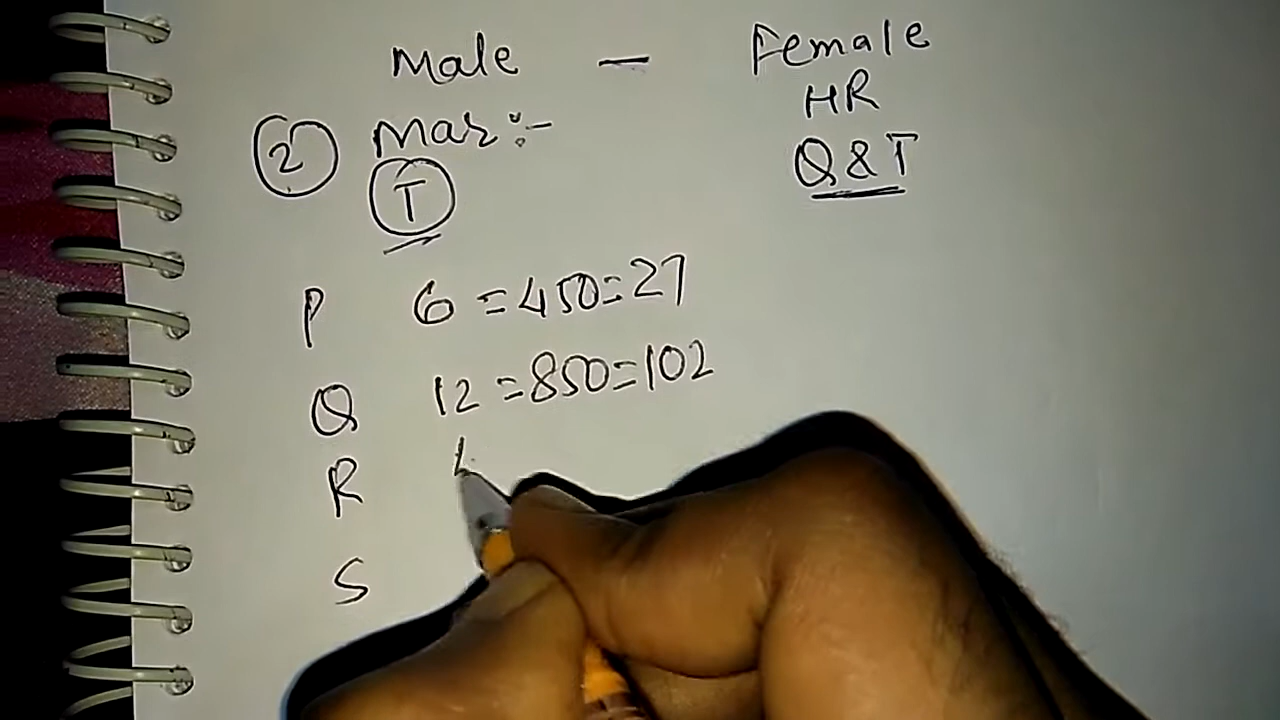 Male - Female
HR
② Mar:-
Q & T
T
P 6 = 450 = 27
Q 12 = 850 = 102
R
S